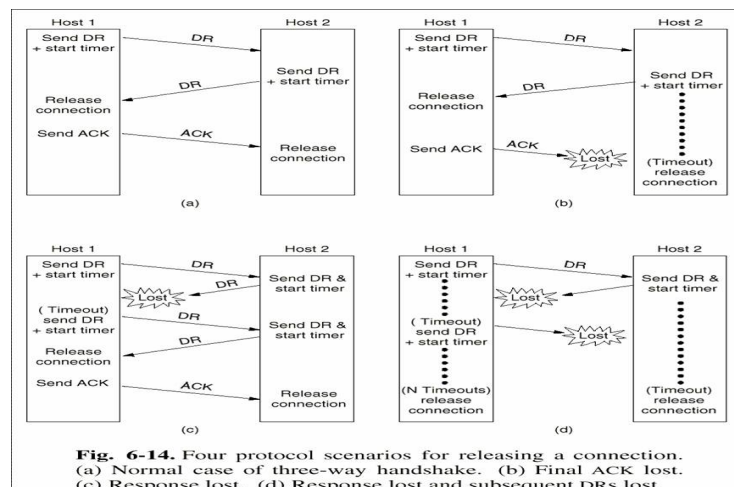 Host 1
Host 2
Send DR
+ start timer
DR
Send DR
+ start timer
DR
Release
connection
Send ACK
ACK
Release
connection
(a)
Host 1
Host 2
Send DR
+ start timer
DR
Send DR
+ start timer
DR
Release
connection
Send ACK
ACK
Lost
(Timeout)
release
connection
(b)
Host 1
Host 2
Send DR
+ start timer
DR
Send DR &
start timer
DR
Lost
( Timeout)
send DR
+ start timer
DR
Send DR &
start timer
DR
Release
connection
Send ACK
ACK
Release
connection
(c)
Host 1
Host 2
Send DR
+ start timer
DR
Send DR &
start timer
Lost
( Timeout)
send DR
+ start timer
Lost
(N Timeouts)
release
connection
(Timeout)
release
connection
(d)
Fig. 6-14. Four protocol scenarios for releasing a connection.
(a) Normal case of three-way handshake. (b) Final ACK lost.
(c) Response lost. (d) Response lost and subsequent DRs lost.